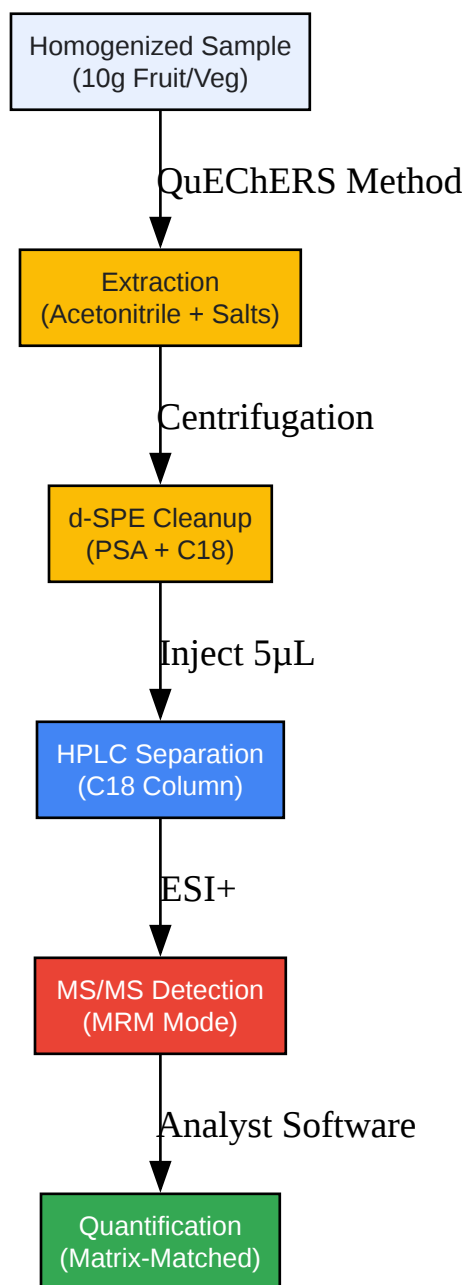 Homogenized Sample
(10g Fruit/Veg)
QuEChERS Method
Extraction
(Acetonitrile + Salts)
Centrifugation
d-SPE Cleanup
(PSA + C18)
Inject 5µL
HPLC Separation
(C18 Column)
ESI+
MS/MS Detection
(MRM Mode)
Analyst Software
Quantification
(Matrix-Matched)